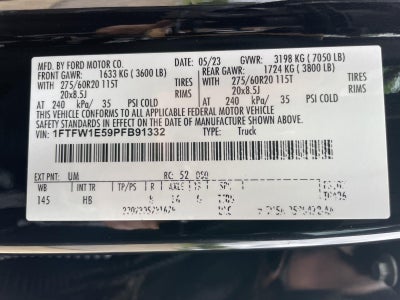 MFD. BY FORD MOTOR CO. 05/23 GVWR: 3198 KG (7050 LB)
FRONT GAWR: 1633 KG (3600 LB) REAR GAWR: 1724 KG (3800 LB)
275/60R20 115T TIRES 275/60R20 115T TIRES
20x8.5J RIMS 20x8.5J RIMS
AT 240 kPa/ 35 PSI COLD AT 240 kPa/ 35 PSI COLD
THIS VEHICLE CONFORMS TO ALL APPLICABLE FEDERAL MOTOR VEHICLE
SAFETY STANDARDS IN EFFECT ON THE DATE OF MANUFACTURE SHOWN ABOVE.
VIN: 1FTFW1E59PFB91332 TYPE: Truck
EXT PNT: UM RC: 52 DSO:
WB INT TR TP/PS R AXLE
145 HB